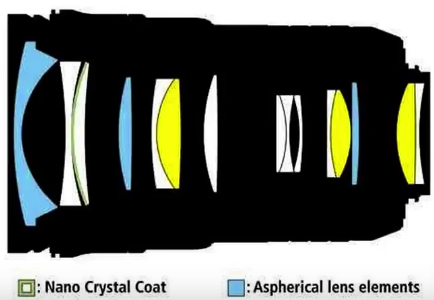 : Nano Crystal Coat
: Aspherical lens elements